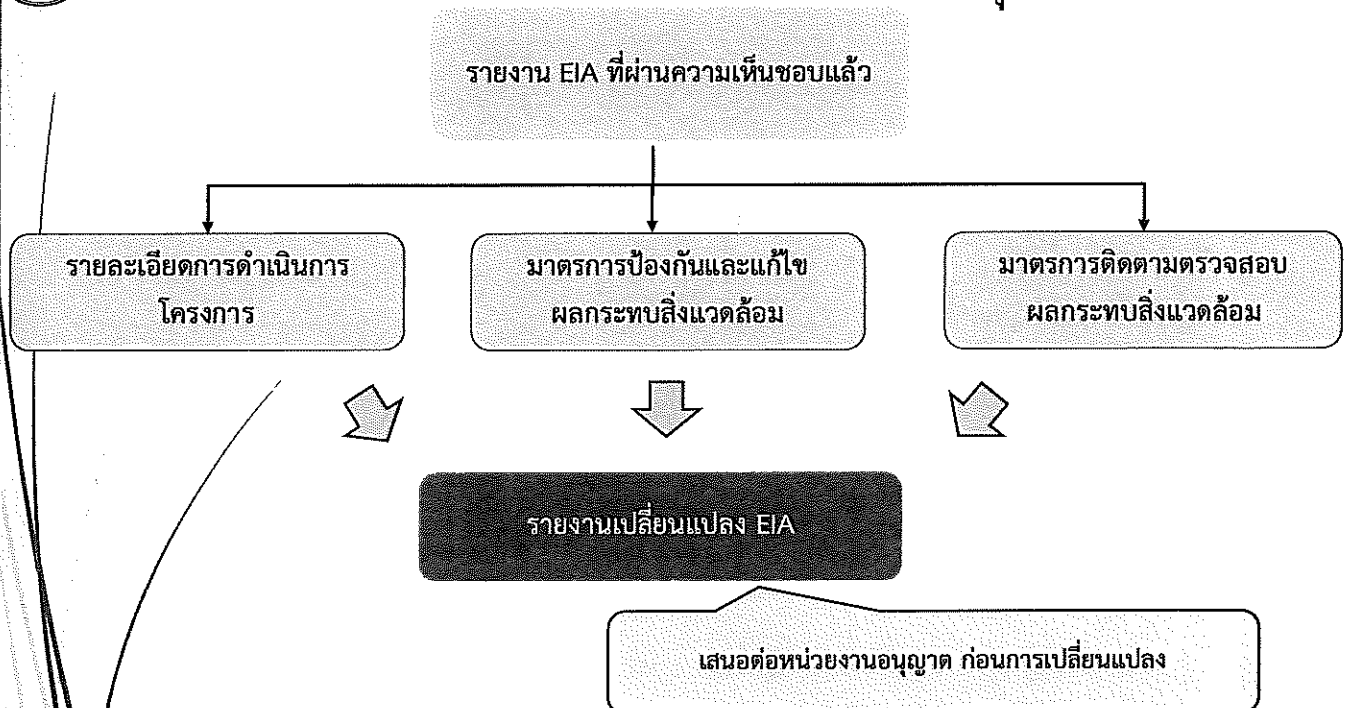 รายงาน EIA ที่ผ่านความเห็นชอบแล้ว
รายละเอียดการดำเนินการ
โครงการ
มาตรการป้องกันและแก้ไข
ผลกระทบสิ่งแวดล้อม
มาตรการติดตามตรวจสอบ
ผลกระทบสิ่งแวดล้อม
รายงานเปลี่ยนแปลง EIA
เสนอต่อหน่วยงานอนุญาต ก่อนการเปลี่ยนแปลง